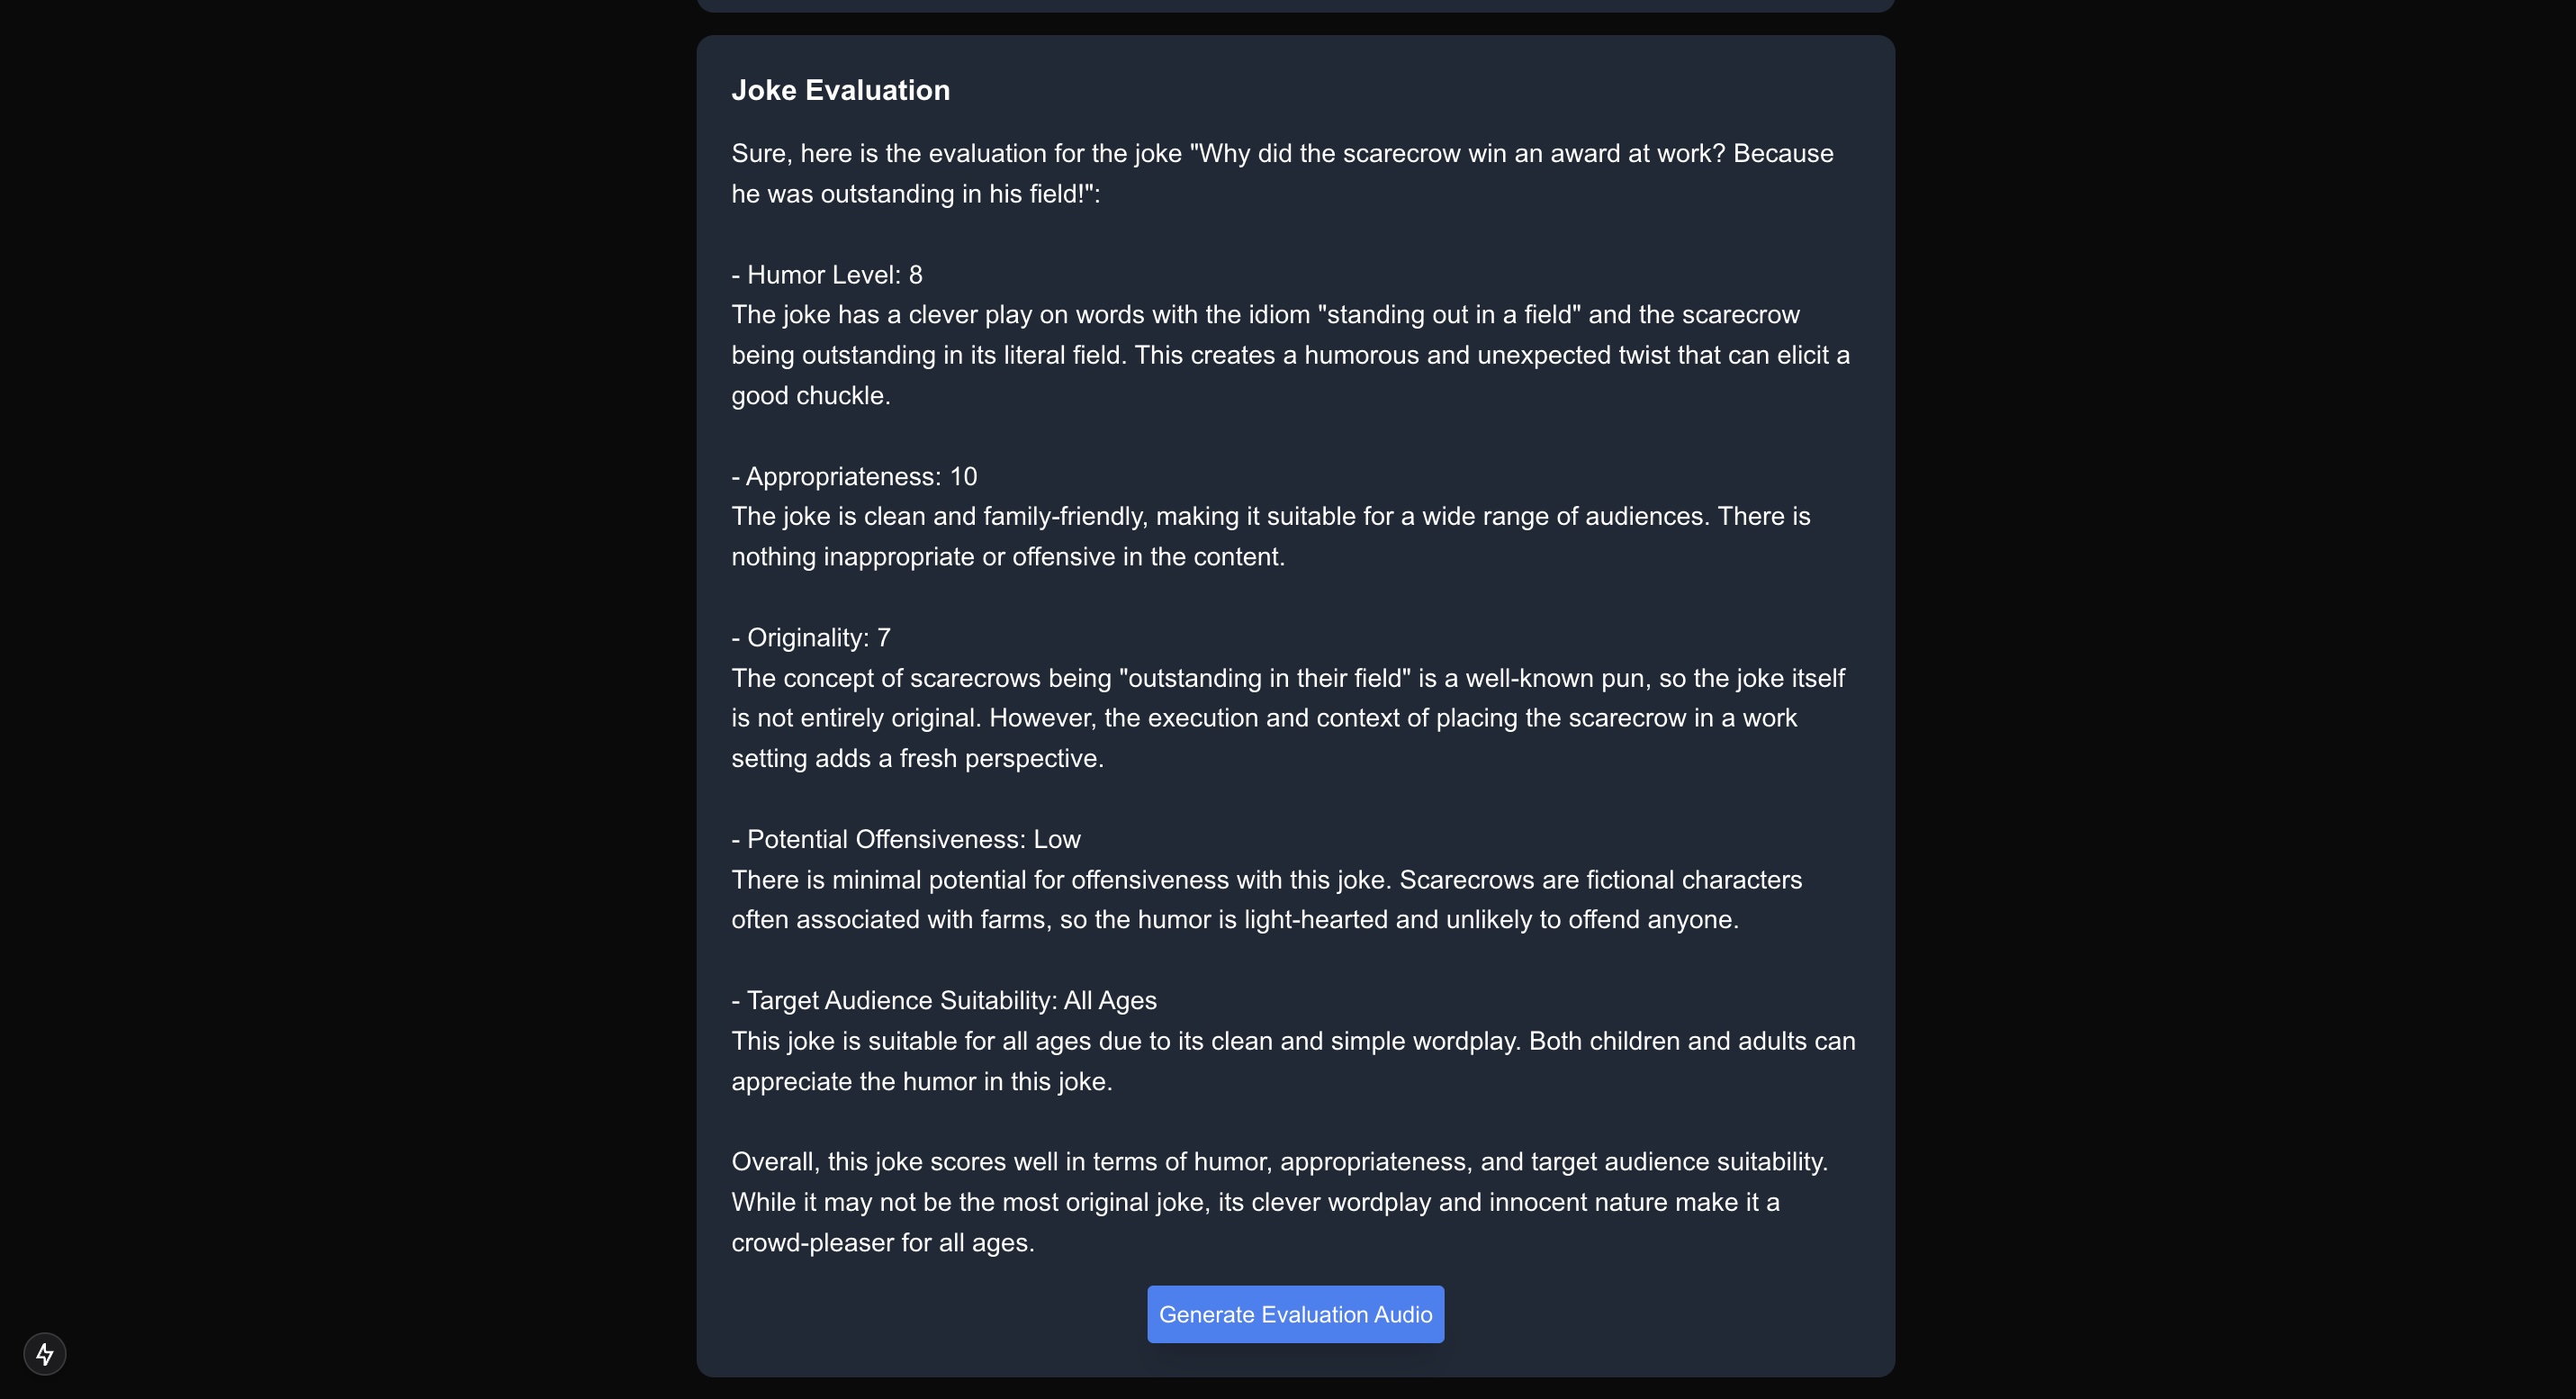 Joke Evaluation
Sure, here is the evaluation for the joke "Why did the scarecrow win an award at work? Because
he was outstanding in his field!":
- Humor Level: 8
The joke has a clever play on words with the idiom "standing out in a field" and the scarecrow
being outstanding in its literal field. This creates a humorous and unexpected twist that can elicit a
good chuckle.
- Appropriateness: 10
The joke is clean and family-friendly, making it suitable for a wide range of audiences. There is
nothing inappropriate or offensive in the content.
- Originality: 7
The concept of scarecrows being "outstanding in their field" is a well-known pun, so the joke itself
is not entirely original. However, the execution and context of placing the scarecrow in a work
setting adds a fresh perspective.
- Potential Offensiveness: Low
There is minimal potential for offensiveness with this joke. Scarecrows are fictional characters
often associated with farms, so the humor is light-hearted and unlikely to offend anyone.
- Target Audience Suitability: All Ages
This joke is suitable for all ages due to its clean and simple wordplay. Both children and adults can
appreciate the humor in this joke.
Overall, this joke scores well in terms of humor, appropriateness, and target audience suitability.
While it may not be the most original joke, its clever wordplay and innocent nature make it a
crowd-pleaser for all ages.
Generate Evaluation Audio